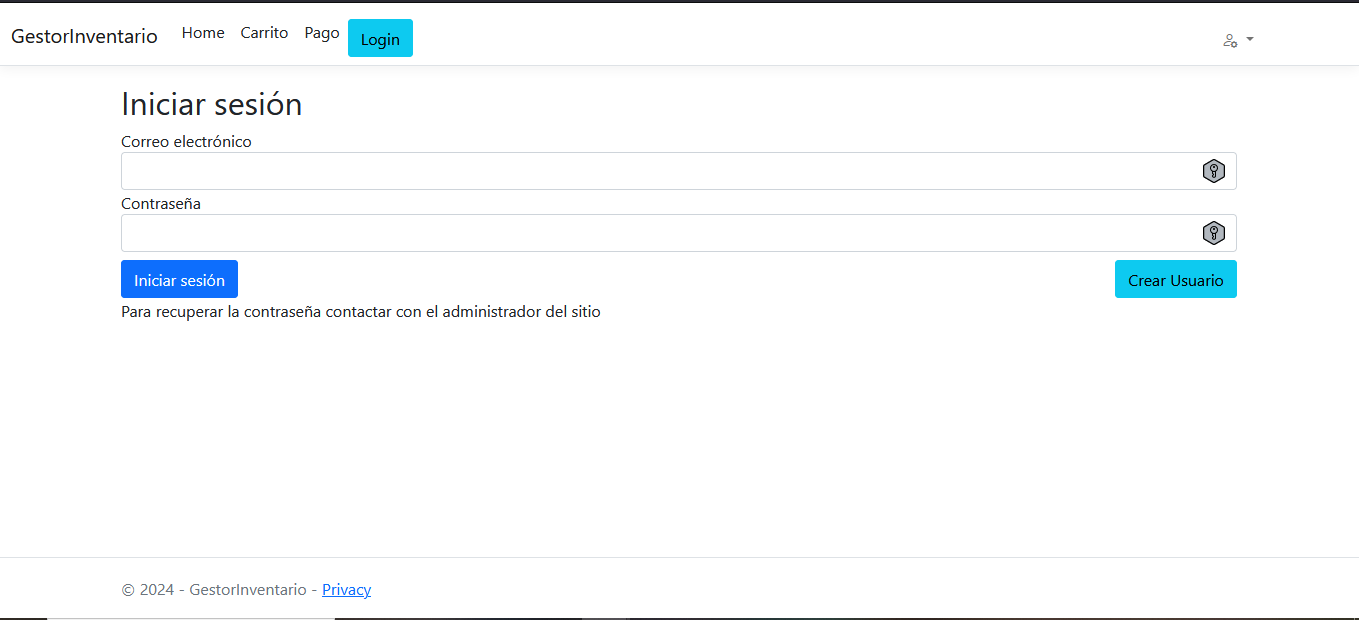 GestorInventario Home Carrito Pago Login
Iniciar sesión
Correo electrónico
Contraseña
Iniciar sesión Crear Usuario
Para recuperar la contraseña contactar con el administrador del sitio
© 2024 - GestorInventario - Privacy